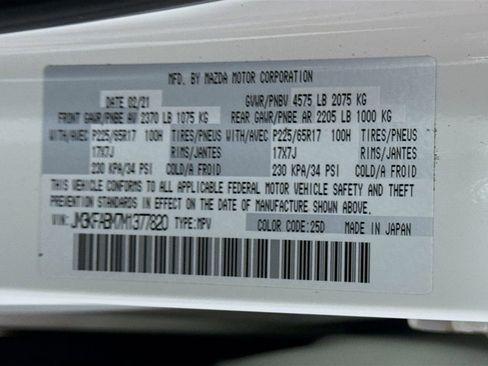 MFD. BY MAZDA MOTOR CORPORATION
DATE 02/21 GVWR/PNBV 4575 LB 2075 KG
FRONT GAWR/PNBE AV 2370 LB 1075 KG REAR GAWR/PNBE AR 2205 LB 1000 KG
WITH/AVEC P225/65R17 100H TIRES/PNEUS WITH/AVEC P225/65R17 100H TIRES/PNEUS
17X7J RIMS/JANTES 17X7J RIMS/JANTES
230 KPA/34 PSI COLD/A FROID 230 KPA/34 PSI COLD/A FROID
THIS VEHICLE CONFORMS TO ALL APPLICABLE FEDERAL MOTOR VEHICLE SAFETY AND THEFT
PREVENTION STANDARDS IN EFFECT ON THE DATE OF MANUFACTURE SHOWN ABOVE.
VIN: JM3KFABM7M1377820 TYPE:MPV COLOR CODE:25D MADE IN JAPAN